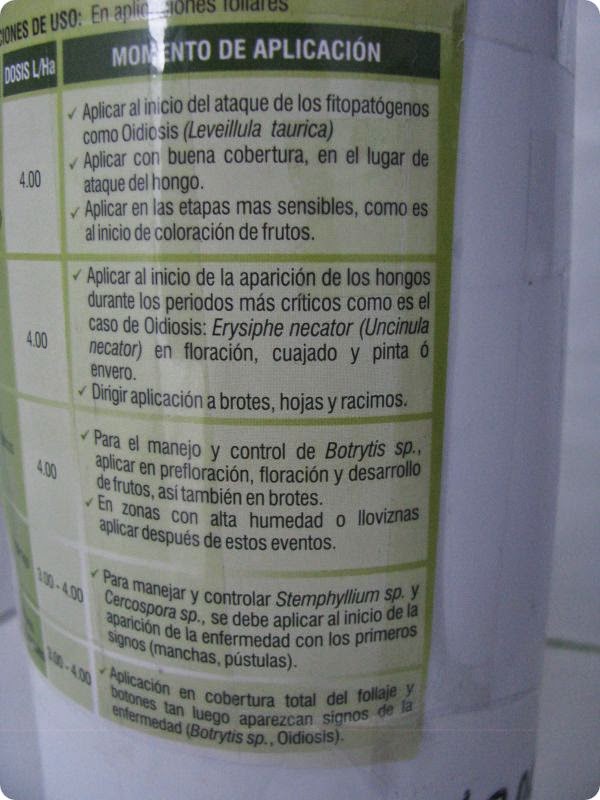 CIONES DE USO: En aplicaciones foliares
DOSIS L/Ha
MOMENTO DE APLICACIÓN
4.00
✓ Aplicar al inicio del ataque de los fitopatógenos
como Oidiosis (Leveillula taurica)
✓ Aplicar con buena cobertura, en el lugar de
ataque del hongo.
✓ Aplicar en las etapas mas sensibles, como es
al inicio de coloración de frutos.
4.00
✓ Aplicar al inicio de la aparición de los hongos
durante los periodos más críticos como es el
caso de Oidiosis: Erysiphe necator (Uncinula
necator) en floración, cuajado y pinta ó
envero.
✓ Dirigir aplicación a brotes, hojas y racimos.
4.00
✓ Para el manejo y control de Botrytis sp.,
aplicar en prefloración, floración y desarrollo
de frutos, así también en brotes.
✓ En zonas con alta humedad o lloviznas
aplicar después de estos eventos.
3.00 - 4.00
✓ Para manejar y controlar Stemphyllium sp. y
Cercospora sp., se debe aplicar al inicio de la
aparición de la enfermedad con los primeros
signos (manchas, pústulas).
3.00 - 4.00
✓ Aplicación en cobertura total del follaje y
botones tan luego aparezcan signos de la
enfermedad (Botrytis sp., Oidiosis).